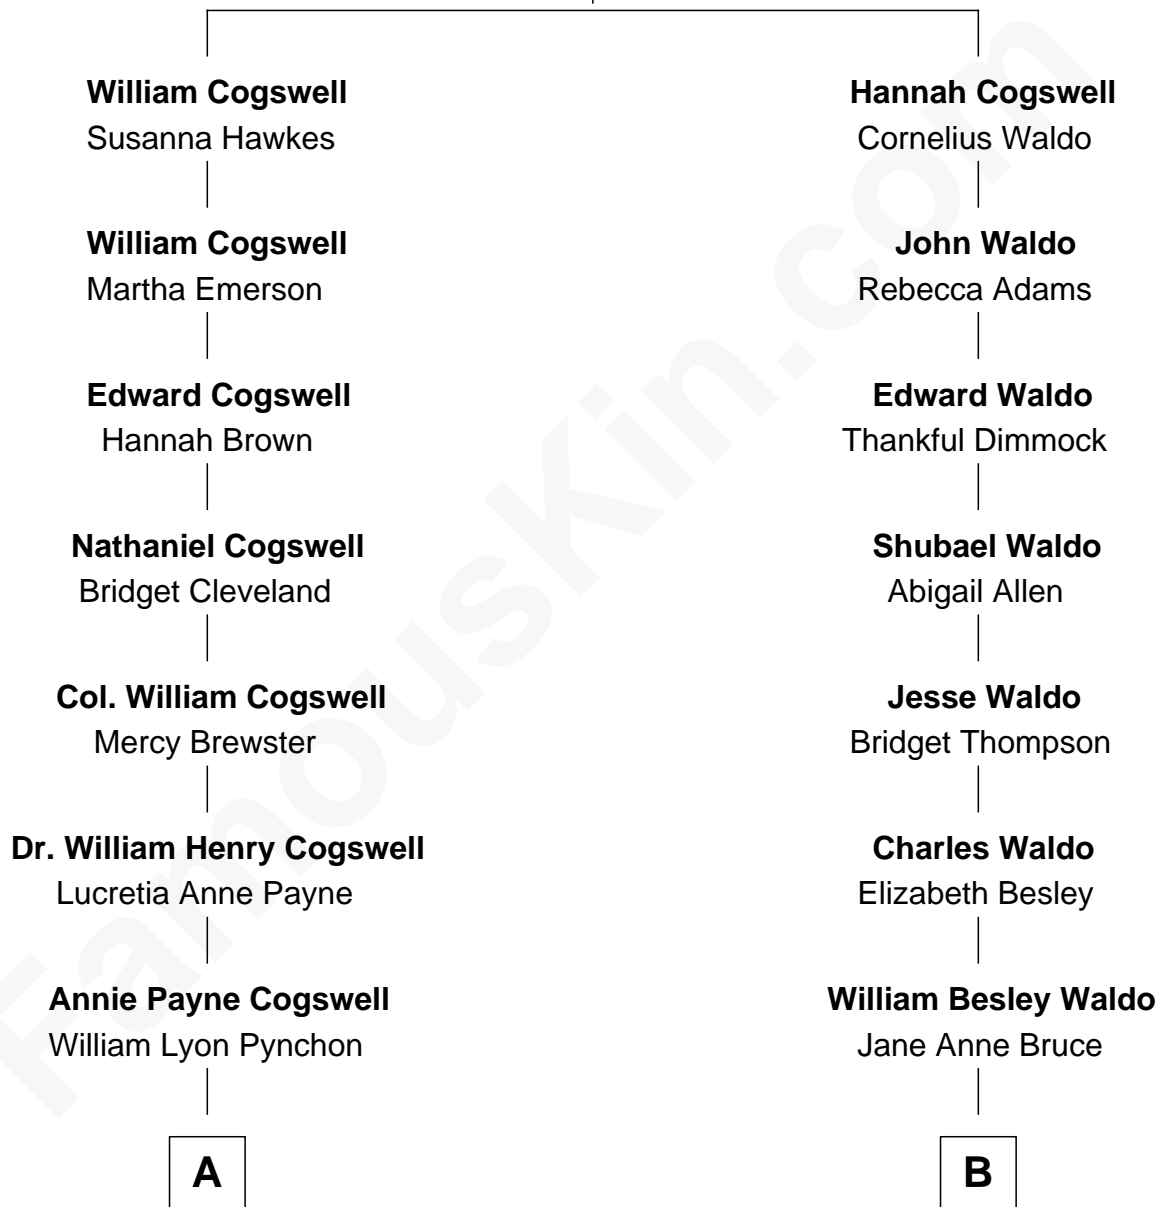 William Cogswell
Susanna Hawkes
William Cogswell
Martha Emerson
Edward Cogswell
Hannah Brown
Nathaniel Cogswell
Bridget Cleveland
Col. William Cogswell
Mercy Brewster
Dr. William Henry Cogswell
Lucretia Anne Payne
Annie Payne Cogswell
William Lyon Pynchon
A
Hannah Cogswell
Cornelius Waldo
John Waldo
Rebecca Adams
Edward Waldo
Thankful Dimmock
Shubael Waldo
Abigail Allen
Jesse Waldo
Bridget Thompson
Charles Waldo
Elizabeth Besley
William Besley Waldo
Jane Anne Bruce
B
FamousKin.com